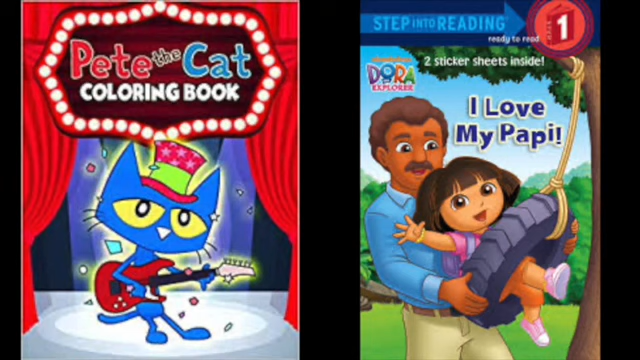 Pete the Cat
COLORING BOOK
STEP INTO READING
1
ready to read
2 sticker sheets inside!
DORA
the EXPLORER
I Love
My Papi!